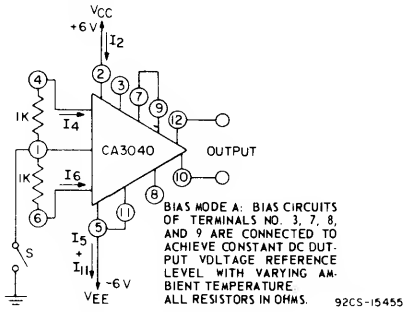 VCC
+6V
I2
2
3
4
7
9
12
1K
I4
1
CA3040
OUTPUT
1K
I6
10
8
6
11
5
S
I5
+
I11
-6V
VEE
BIAS MODE A: BIAS CIRCUITS
OF TERMINALS NO. 3, 7, 8,
AND 9 ARE CONNECTED TO
ACHIEVE CONSTANT DC OUT-
PUT VOLTAGE REFERENCE
LEVEL WITH VARYING AM-
BIENT TEMPERATURE.
ALL RESISTORS IN OHMS.
92CS-15455